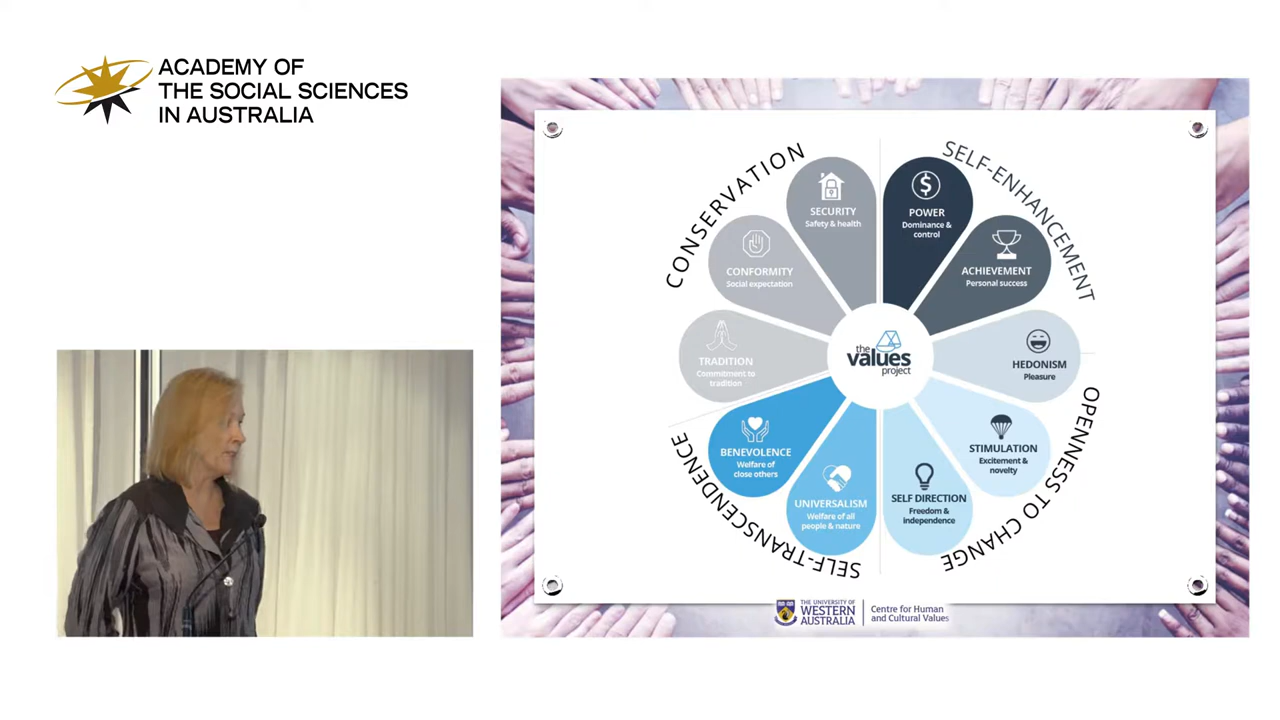 ACADEMY OF
THE SOCIAL SCIENCES
IN AUSTRALIA
CONSERVATION
SELF-ENHANCEMENT
SECURITY
Safety & health
POWER
Dominance &
control
CONFORMITY
Social expectation
ACHIEVEMENT
Personal success
TRADITION
Commitment to
tradition
the
values
project
HEDONISM
Pleasure
BENEVOLENCE
Welfare of
close others
STIMULATION
Excitement &
novelty
UNIVERSALISM
Welfare of all
people & nature
SELF DIRECTION
Freedom &
independence
SELF-TRANSCENDENCE
OPENNESS TO CHANGE
THE UNIVERSITY OF
WESTERN
AUSTRALIA
Centre for Human
and Cultural Values